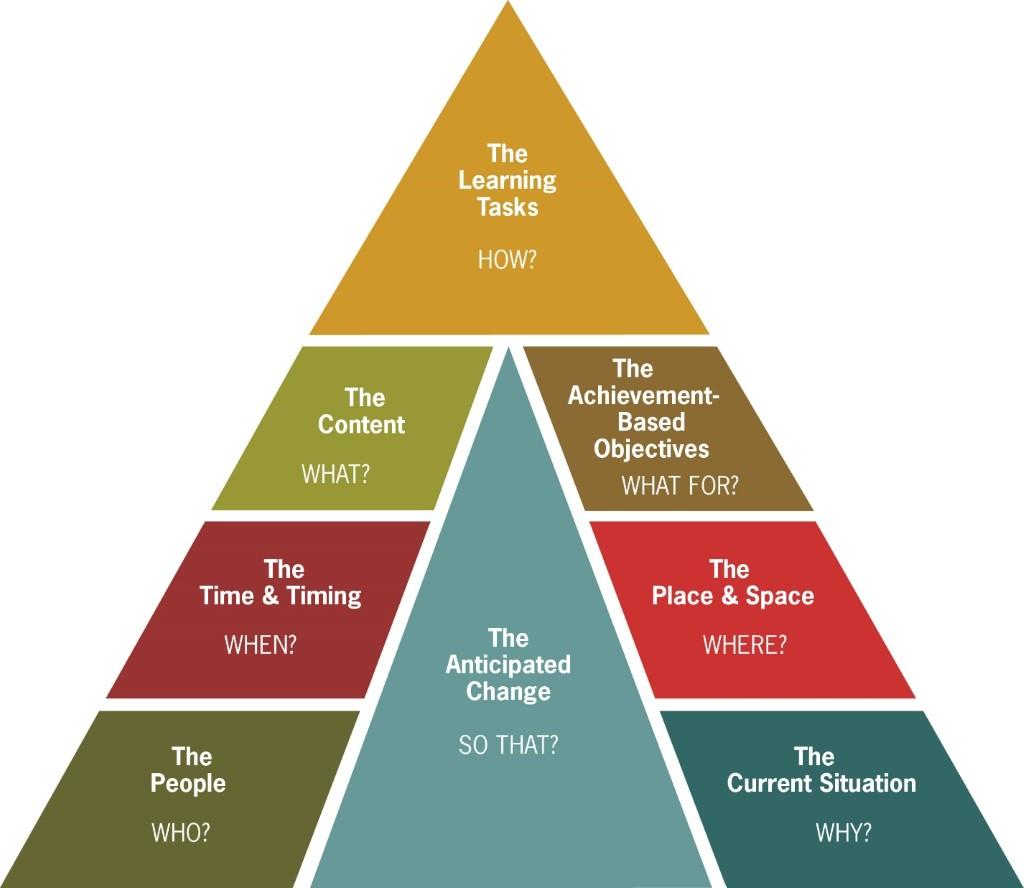 The
Learning
Tasks
HOW?
The
Content
WHAT?
The
Achievement-
Based
Objectives
WHAT FOR?
The
Time & Timing
WHEN?
The
Anticipated
Change
SO THAT?
The
Place & Space
WHERE?
The
People
WHO?
The
Current Situation
WHY?